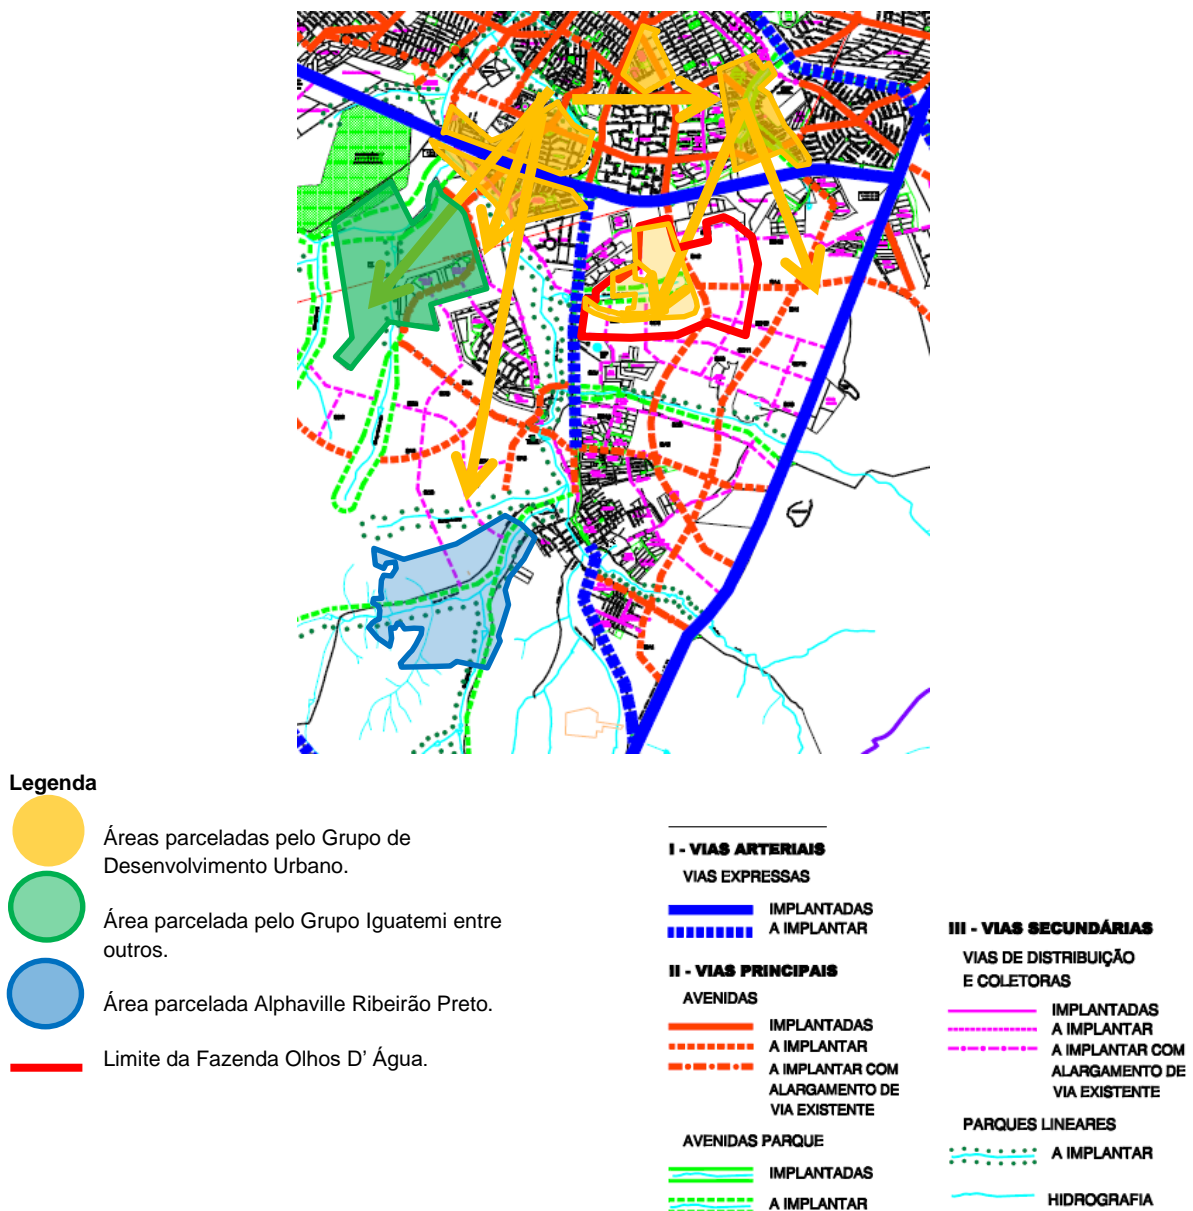 Legenda
Áreas parceladas pelo Grupo de
Desenvolvimento Urbano.
Área parcelada pelo Grupo Iguatemi entre
outros.
Área parcelada Alphaville Ribeirão Preto.
Limite da Fazenda Olhos D' Água.
I - VIAS ARTERIAIS
VIAS EXPRESSAS
IMPLANTADAS
A IMPLANTAR
II - VIAS PRINCIPAIS
AVENIDAS
IMPLANTADAS
A IMPLANTAR
A IMPLANTAR COM
ALARGAMENTO DE
VIA EXISTENTE
AVENIDAS PARQUE
IMPLANTADAS
A IMPLANTAR
III - VIAS SECUNDÁRIAS
VIAS DE DISTRIBUIÇÃO
E COLETORAS
IMPLANTADAS
A IMPLANTAR
A IMPLANTAR COM
ALARGAMENTO DE
VIA EXISTENTE
PARQUES LINEARES
A IMPLANTAR
HIDROGRAFIA